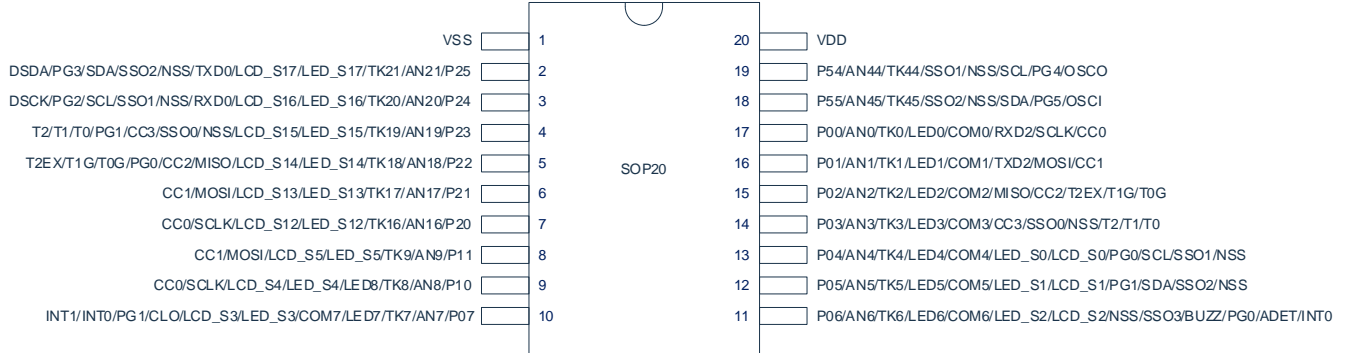 VSS 1 20 VDD
DSDA/PG3/SDA/SSO2/NSS/TXD0/LCD_S17/LED_S17/TK21/AN21/P25 2 19 P54/AN44/TK44/SSO1/NSS/SCL/PG4/OSCO
DSCK/PG2/SCL/SSO1/NSS/RXD0/LCD_S16/LED_S16/TK20/AN20/P24 3 18 P55/AN45/TK45/SSO2/NSS/SDA/PG5/OSCI
T2/T1/T0/PG1/CC3/SSO0/NSS/LCD_S15/LED_S15/TK19/AN19/P23 4 17 P00/AN0/TK0/LED0/COM0/RXD2/SCLK/CC0
T2EX/T1G/T0G/PG0/CC2/MISO/LCD_S14/LED_S14/TK18/AN18/P22 5 16 P01/AN1/TK1/LED1/COM1/TXD2/MOSI/CC1
SOP20
CC1/MOSI/LCD_S13/LED_S13/TK17/AN17/P21 6 15 P02/AN2/TK2/LED2/COM2/MISO/CC2/T2EX/T1G/T0G
CC0/SCLK/LCD_S12/LED_S12/TK16/AN16/P20 7 14 P03/AN3/TK3/LED3/COM3/CC3/SSO0/NSS/T2/T1/T0
CC1/MOSI/LCD_S5/LED_S5/TK9/AN9/P11 8 13 P04/AN4/TK4/LED4/COM4/LED_S0/LCD_S0/PG0/SCL/SSO1/NSS
CC0/SCLK/LCD_S4/LED_S4/LED8/TK8/AN8/P10 9 12 P05/AN5/TK5/LED5/COM5/LED_S1/LCD_S1/PG1/SDA/SSO2/NSS
INT1/INT0/PG1/CLO/LCD_S3/LED_S3/COM7/LED7/TK7/AN7/P07 10 11 P06/AN6/TK6/LED6/COM6/LED_S2/LCD_S2/NSS/SSO3/BUZZ/PG0/ADET/INT0